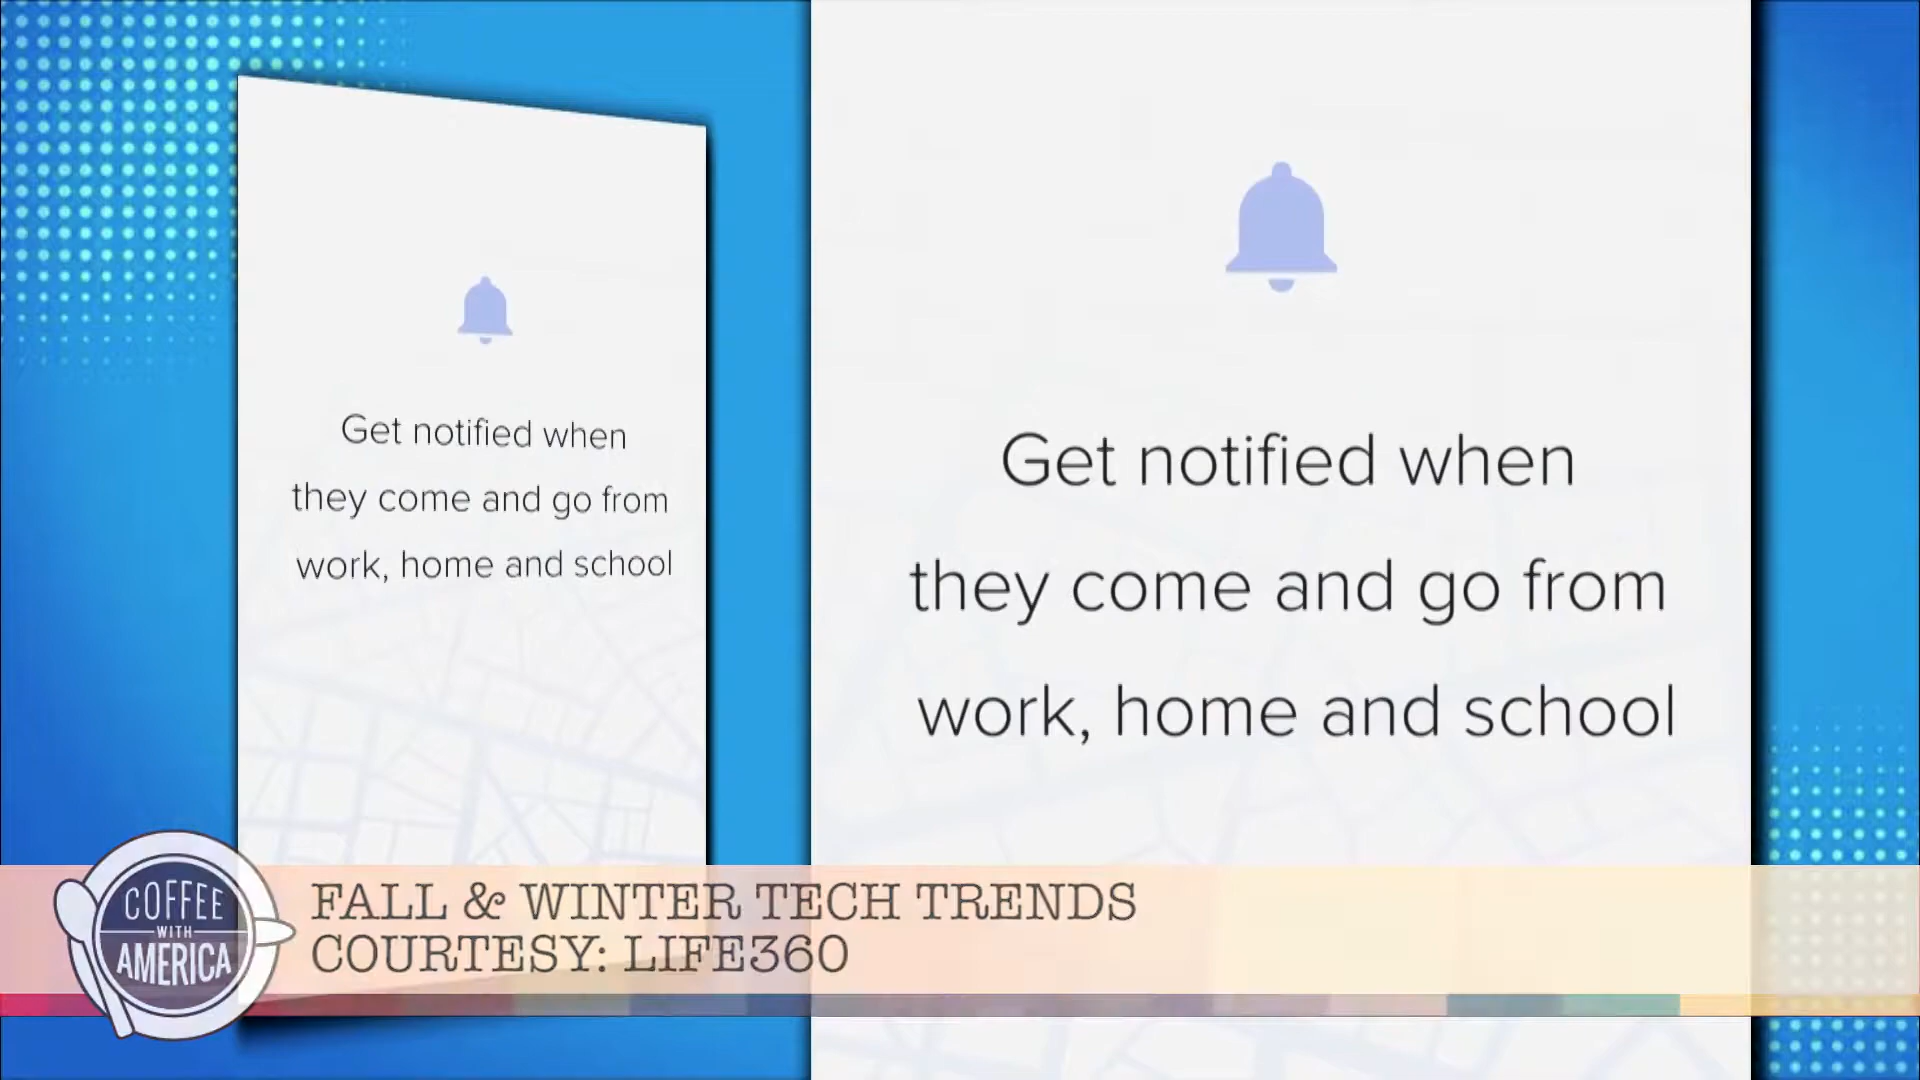 Get notified when
they come and go from
work, home and school
Get notified when
they come and go from
work, home and school
COFFEE
WITH
AMERICA
FALL & WINTER TECH TRENDS
COURTESY: LIFE360